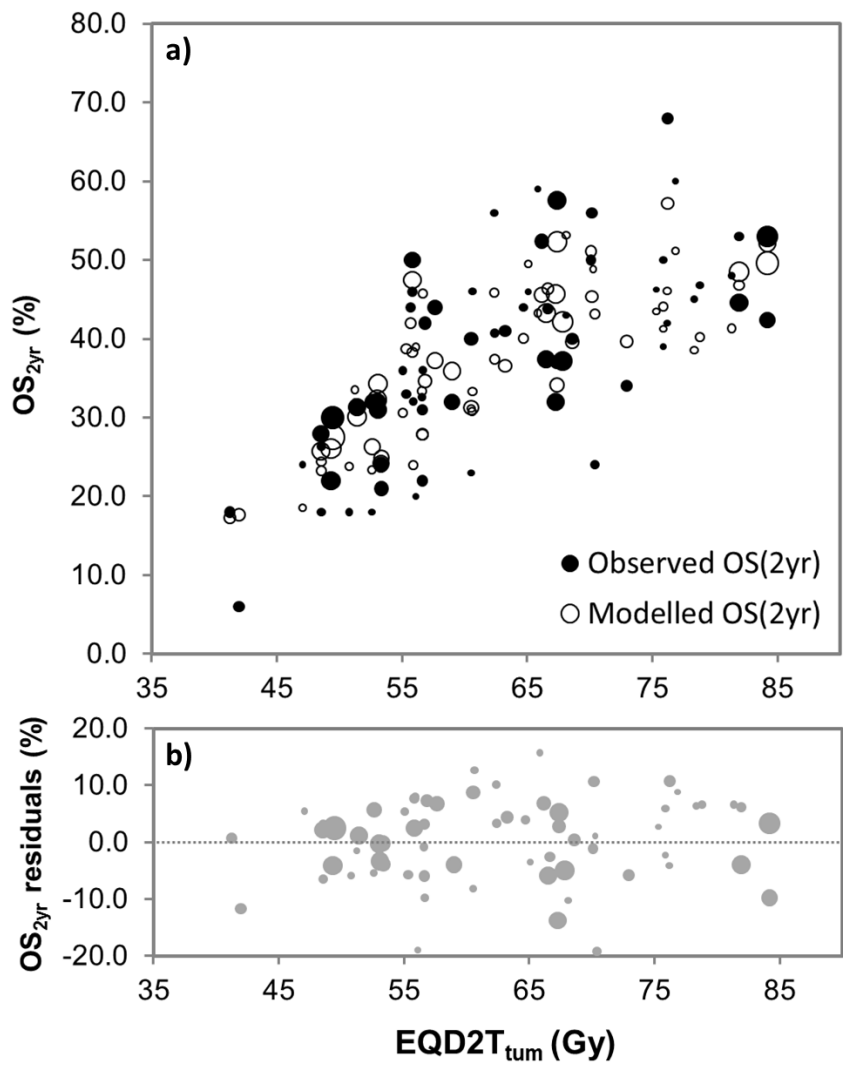 80.0
a)
70.0
60.0
50.0
40.0
30.0
20.0
10.0
0.0
OS2yr (%)
Observed OS(2yr)
Modelled OS(2yr)
35 45 55 65 75 85
20.0
b)
10.0
0.0
-10.0
-20.0
OS2yr residuals (%)
35 45 55 65 75 85
EQD2Ttum (Gy)